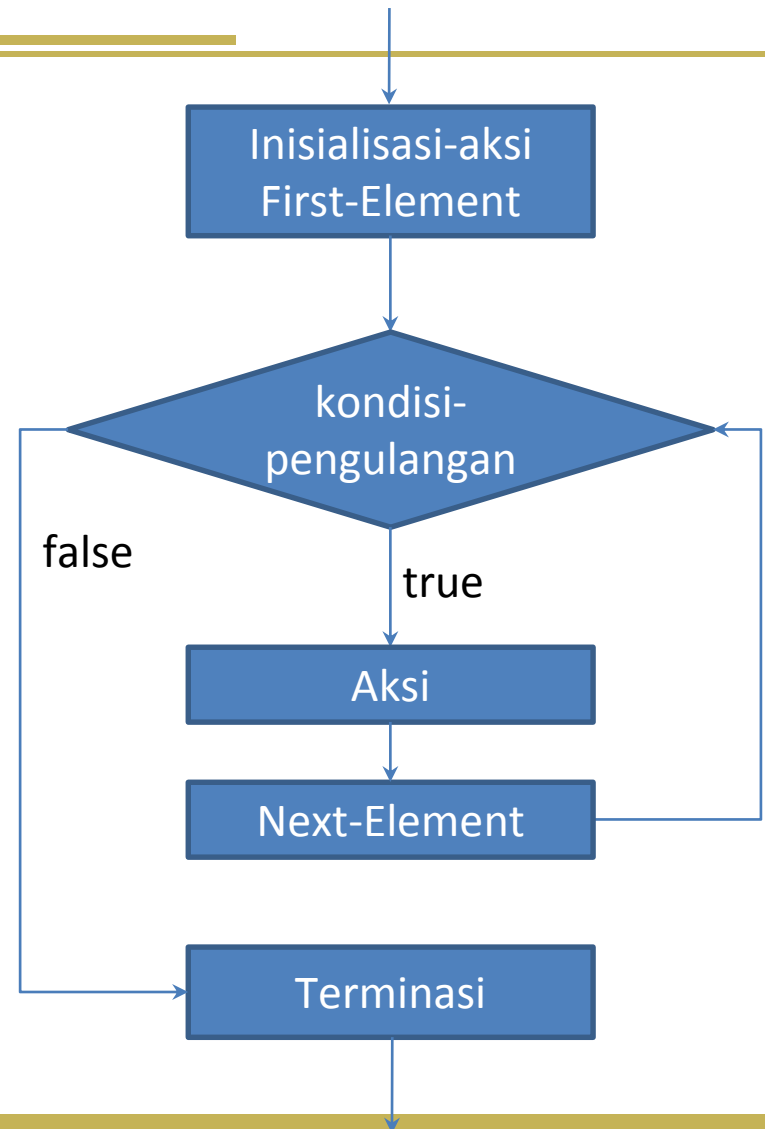 Inisialisasi-aksi
First-Element
kondisi-
pengulangan
false
true
Aksi
Next-Element
Terminasi